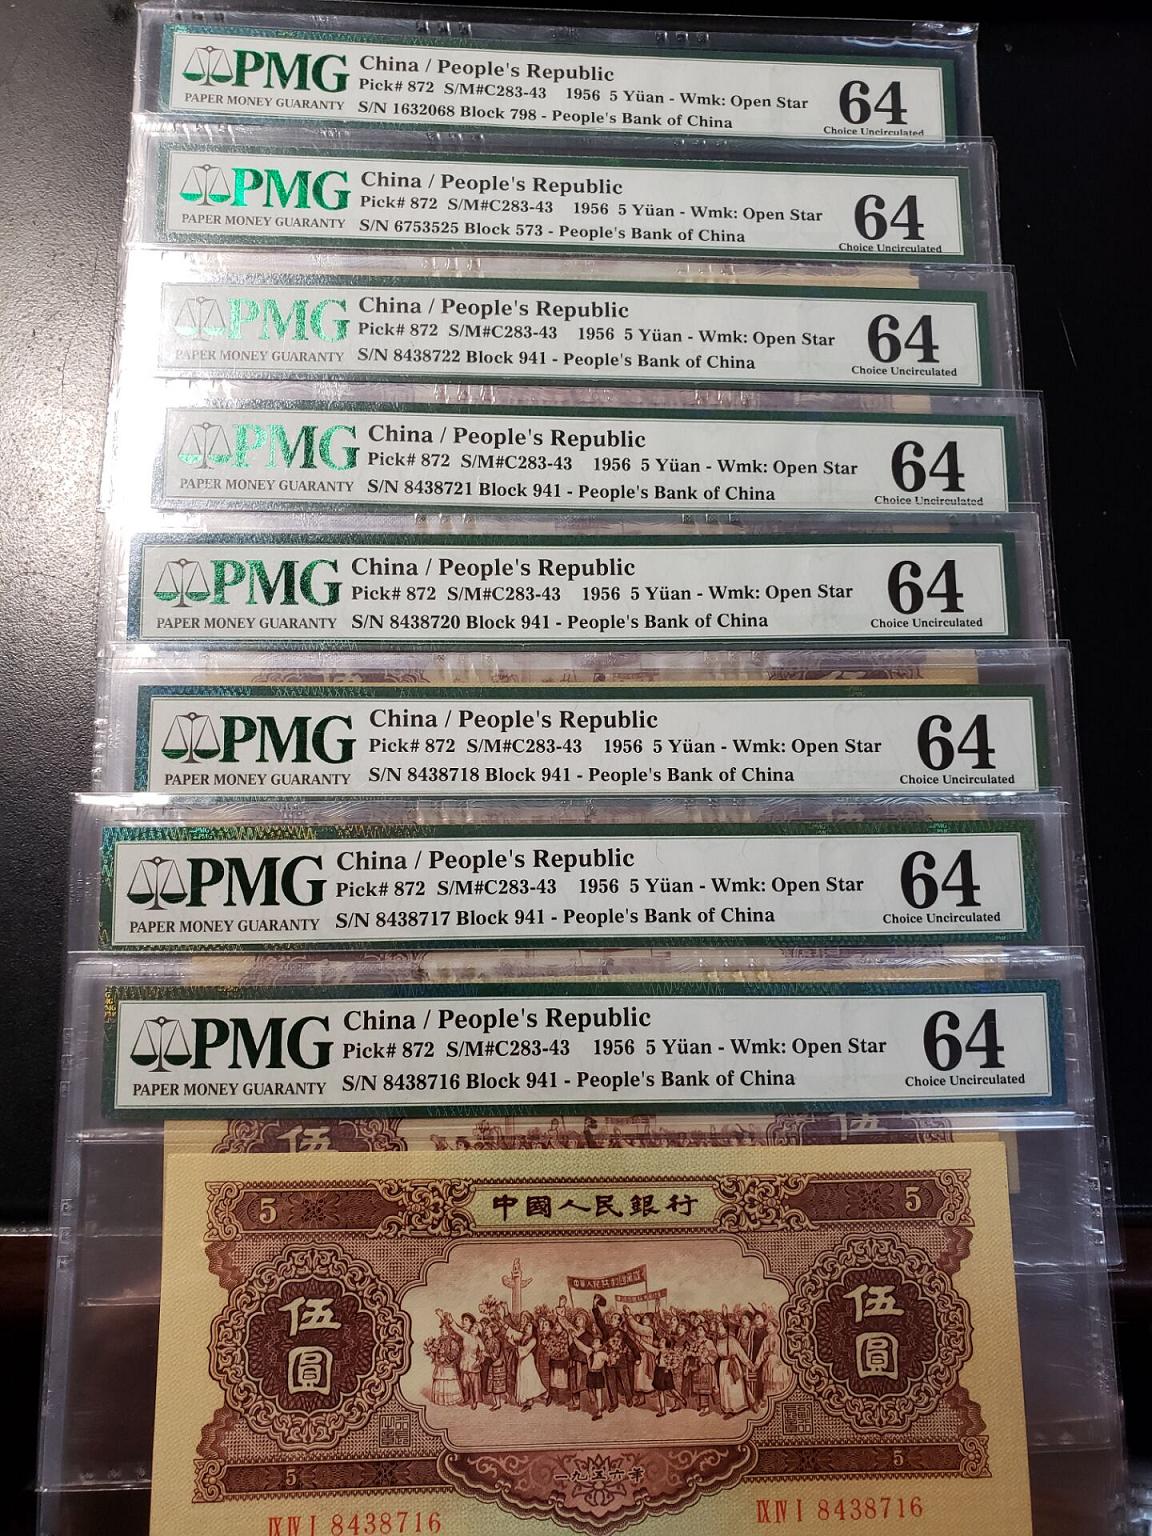 PMG
PAPER MONEY GUARANTY
China / People's Republic
Pick# 872 S/M#C283-43 1956 5 Yüan - Wmk: Open Star
S/N 1632068 Block 798 - People's Bank of China
64
Choice Uncirculated
PMG
PAPER MONEY GUARANTY
China / People's Republic
Pick# 872 S/M#C283-43 1956 5 Yüan - Wmk: Open Star
S/N 6753525 Block 573 - People's Bank of China
64
Choice Uncirculated
PMG
PAPER MONEY GUARANTY
China / People's Republic
Pick# 872 S/M#C283-43 1956 5 Yüan - Wmk: Open Star
S/N 8438722 Block 941 - People's Bank of China
64
Choice Uncirculated
PMG
PAPER MONEY GUARANTY
China / People's Republic
Pick# 872 S/M#C283-43 1956 5 Yüan - Wmk: Open Star
S/N 8438721 Block 941 - People's Bank of China
64
Choice Uncirculated
PMG
PAPER MONEY GUARANTY
China / People's Republic
Pick# 872 S/M#C283-43 1956 5 Yüan - Wmk: Open Star
S/N 8438720 Block 941 - People's Bank of China
64
Choice Uncirculated
PMG
PAPER MONEY GUARANTY
China / People's Republic
Pick# 872 S/M#C283-43 1956 5 Yüan - Wmk: Open Star
S/N 8438718 Block 941 - People's Bank of China
64
Choice Uncirculated
PMG
PAPER MONEY GUARANTY
China / People's Republic
Pick# 872 S/M#C283-43 1956 5 Yüan - Wmk: Open Star
S/N 8438717 Block 941 - People's Bank of China
64
Choice Uncirculated
PMG
PAPER MONEY GUARANTY
China / People's Republic
Pick# 872 S/M#C283-43 1956 5 Yüan - Wmk: Open Star
S/N 8438716 Block 941 - People's Bank of China
64
Choice Uncirculated
伍 伍
5 中國人民銀行 5
伍圓 伍圓
5 一九五六年 5
IX IV I 8438716 IX IV I 8438716